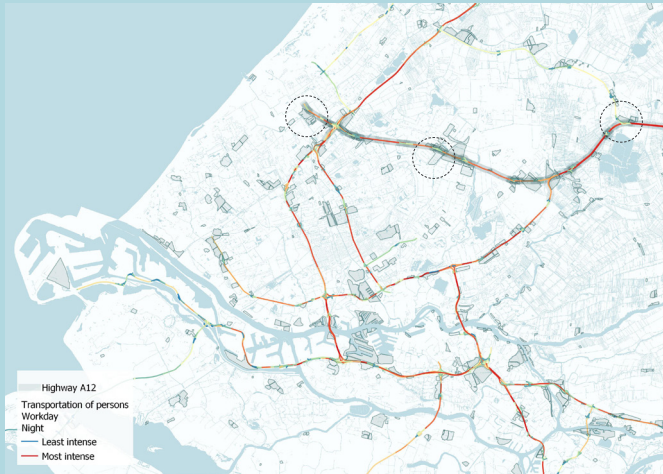 Highway A12
Transportation of persons
Workday
Night
Least intense
Most intense